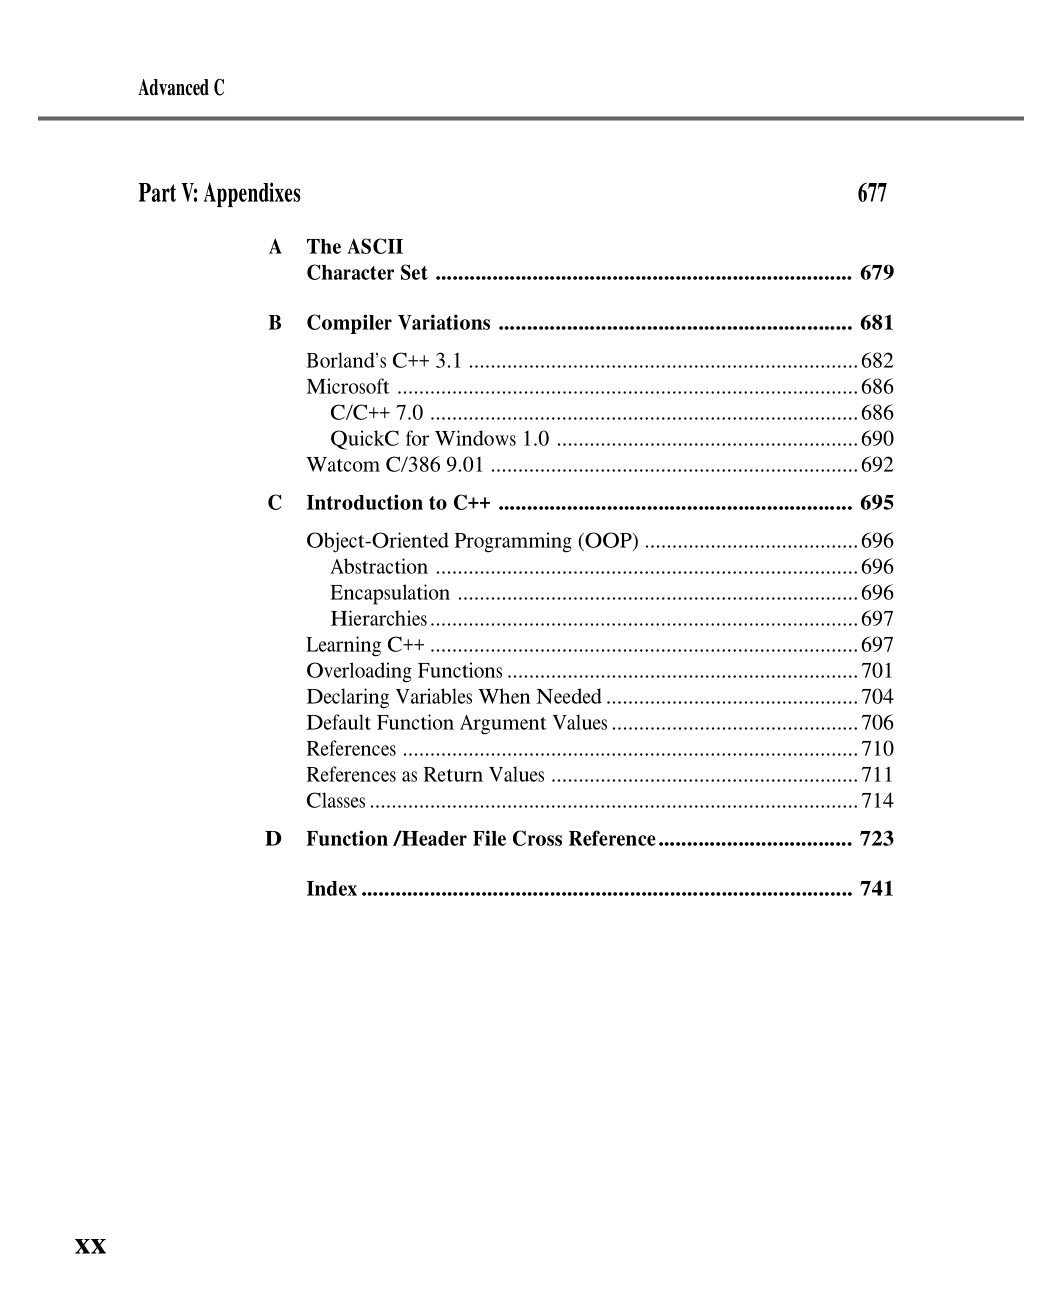 Advanced C
Part V: Appendixes 677
A The ASCII
Character Set .......................................................................... 679
B Compiler Variations ............................................................... 681
Borland's C++ 3.1 ....................................................................... 682
Microsoft .................................................................................... 686
C/C++ 7.0 .............................................................................. 686
QuickC for Windows 1.0 ....................................................... 690
Watcom C/386 9.01 ................................................................... 692
C Introduction to C++ ............................................................... 695
Object-Oriented Programming (OOP) ....................................... 696
Abstraction ............................................................................. 696
Encapsulation ......................................................................... 696
Hierarchies .............................................................................. 697
Learning C++ .............................................................................. 697
Overloading Functions ................................................................ 701
Declaring Variables When Needed .............................................. 704
Default Function Argument Values ............................................. 706
References ................................................................................... 710
References as Return Values ........................................................ 711
Classes ......................................................................................... 714
D Function /Header File Cross Reference .................................. 723
Index ....................................................................................... 741
xx